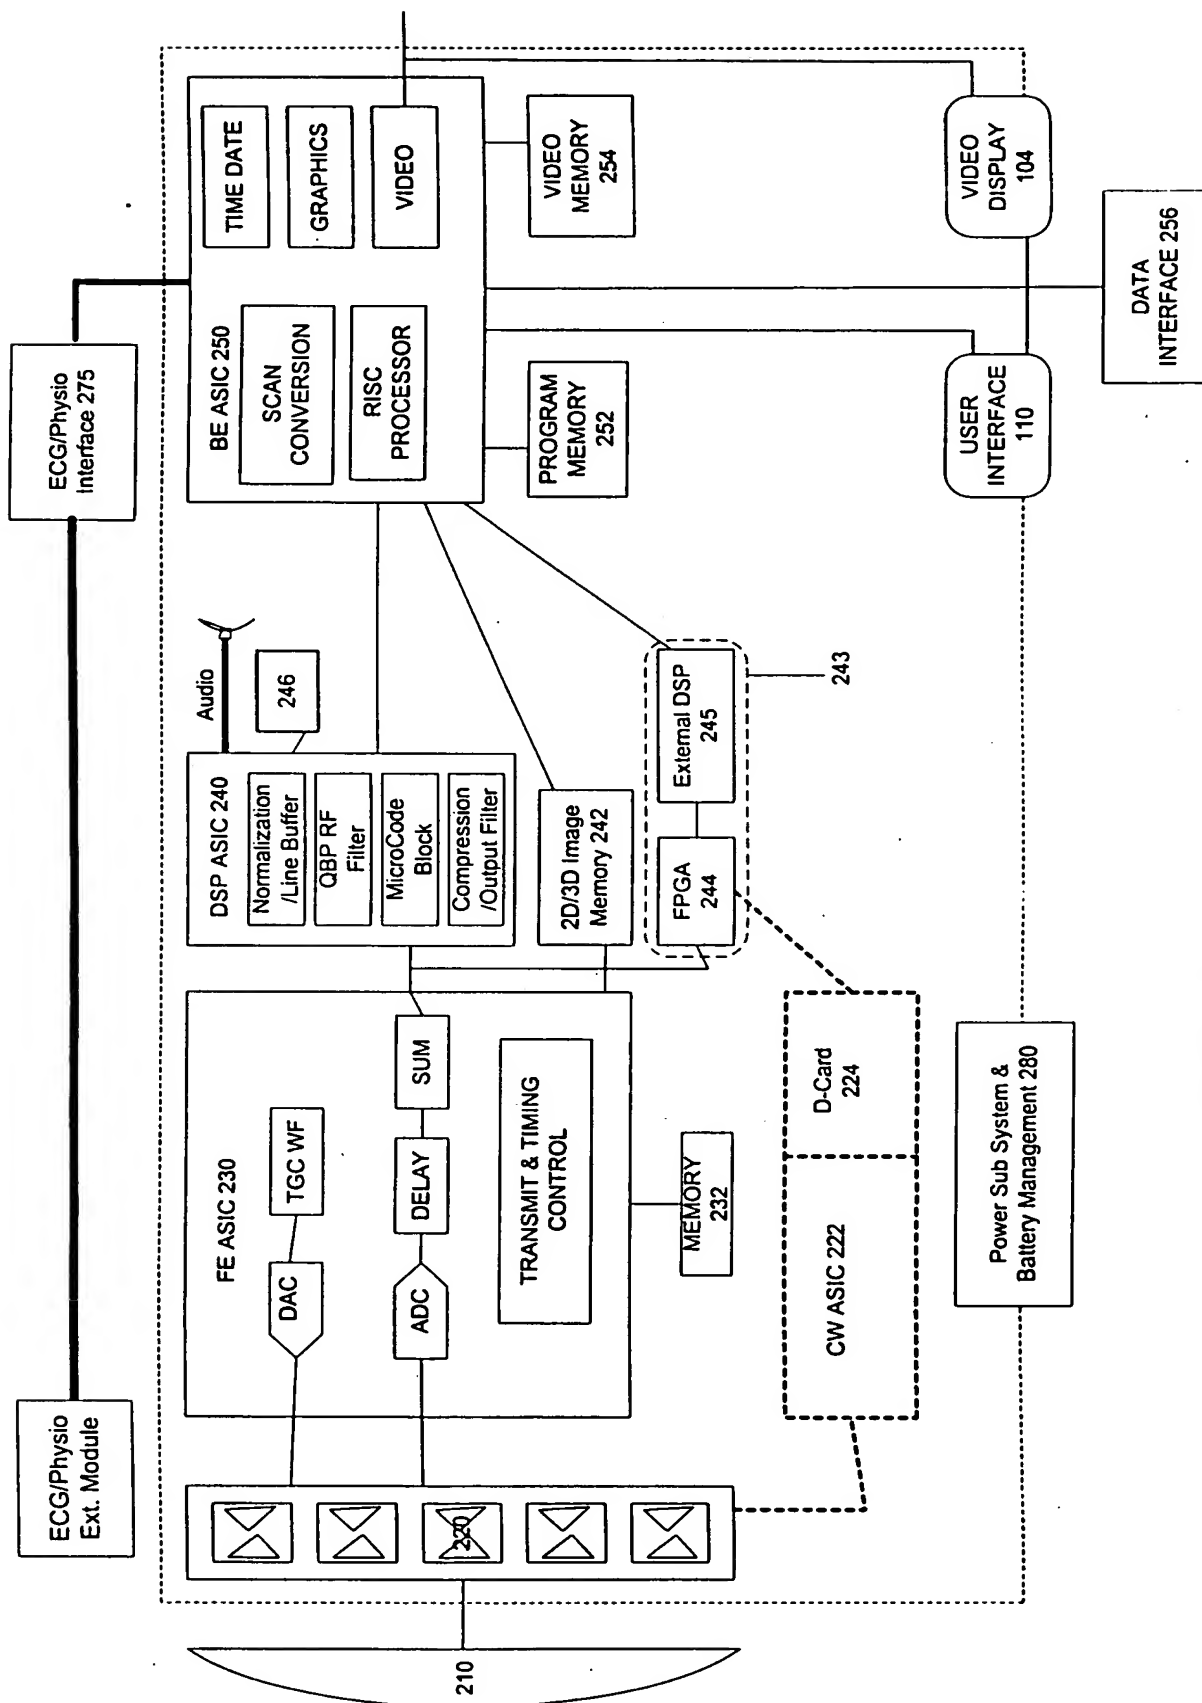 ECG/Physio
Ext. Module
ECG/Physio
Interface 275
210
220
FE ASIC 230
DAC
TGC WF
ADC
DELAY
SUM
TRANSMIT & TIMING
CONTROL
MEMORY
232
CW ASIC 222
D-Card
224
Power Sub System &
Battery Management 280
DSP ASIC 240
Normalization
/Line Buffer
QBP RF
Filter
MicroCode
Block
Compression
/Output Filter
Audio
246
2D/3D Image
Memory 242
FPGA
244
External DSP
245
243
BE ASIC 250
SCAN
CONVERSION
RISC
PROCESSOR
TIME DATE
GRAPHICS
VIDEO
PROGRAM
MEMORY
252
VIDEO
MEMORY
254
USER
INTERFACE
110
VIDEO
DISPLAY
104
DATA
INTERFACE 256